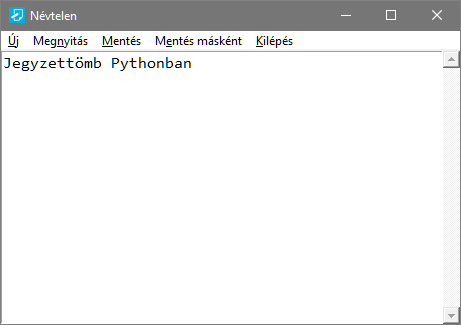 Névtelen
Új Megnyitás Mentés Mentés másként Kilépés
Jegyzettömb Pythonban